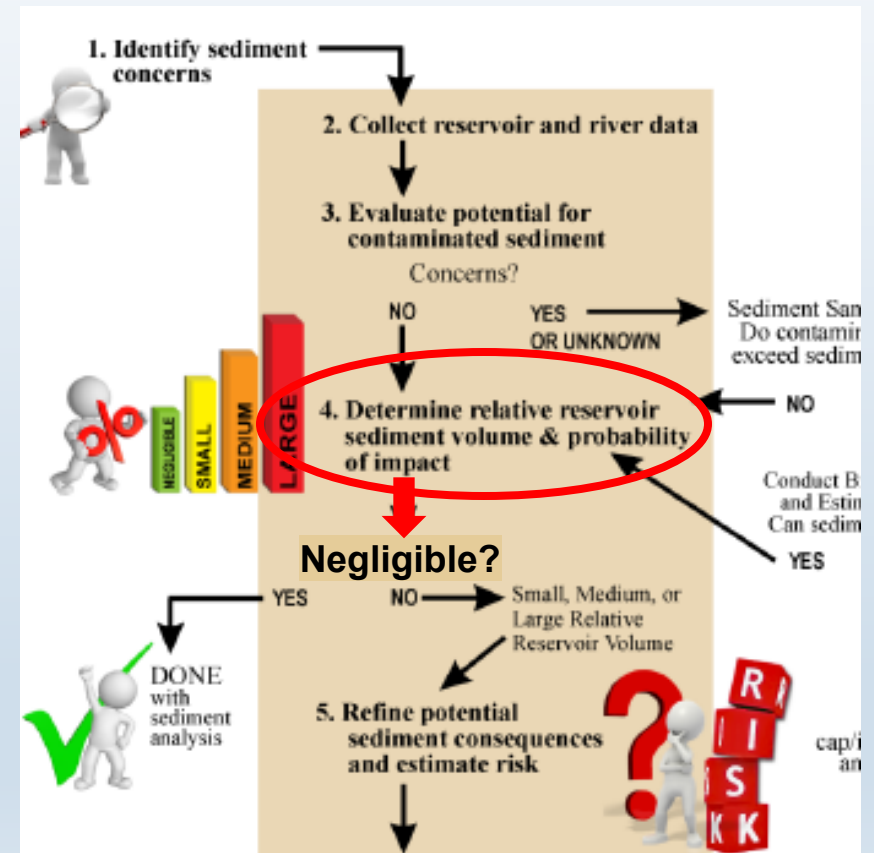 1. Identify sediment
concerns
2. Collect reservoir and river data
3. Evaluate potential for
contaminated sediment
Concerns?
NO
YES
OR UNKNOWN
Sediment Sam
Do contamin
exceed sedim
NO
%
NEGLIGIBLE
SMALL
MEDIUM
LARGE
4. Determine relative reservoir
sediment volume & probability
of impact
Conduct B
and Estim
Can sedim
YES
Negligible?
YES
NO
Small, Medium, or
Large Relative
Reservoir Volume
DONE
with
sediment
analysis
5. Refine potential
sediment consequences
and estimate risk
?
R
I
S
K
cap/i
an